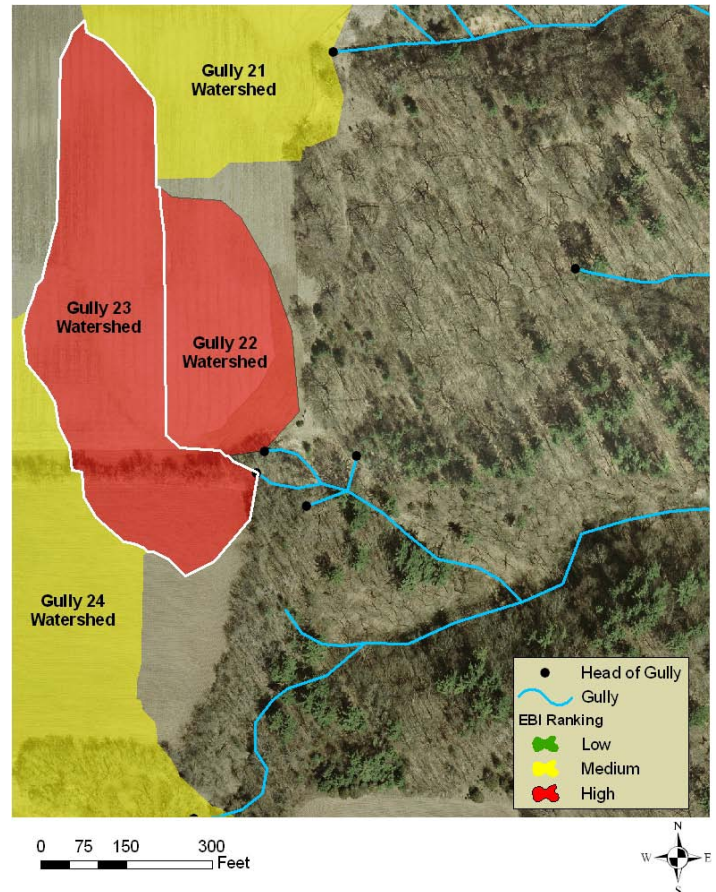 Gully 21
Watershed
Gully 23
Watershed
Gully 22
Watershed
Gully 24
Watershed
Head of Gully
Gully
EBI Ranking
Low
Medium
High
0 75 150 300
Feet
N
W E
S